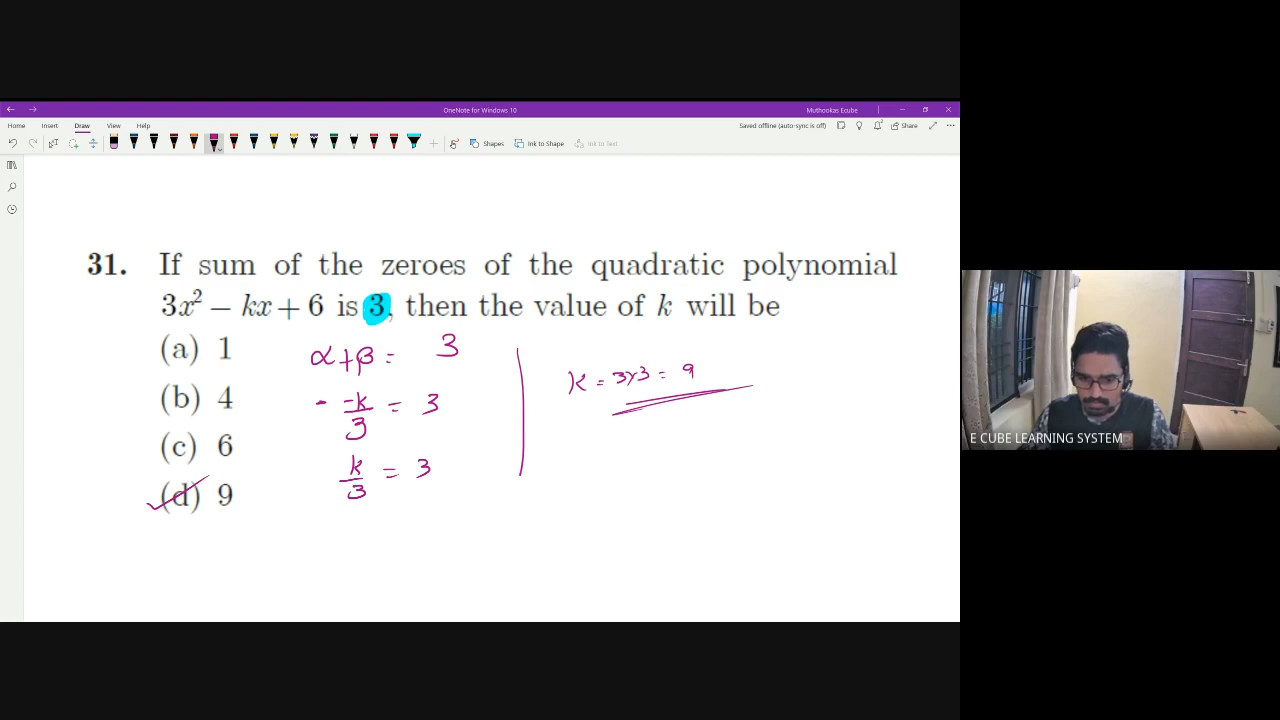 OneNote for Windows 10
Muthookas Ecube
Home Insert Draw View Help
Saved offline (auto-sync is off) Share
Shapes Ink to Shape Ink to Text
31. If sum of the zeroes of the quadratic polynomial
3x² − kx + 6 is 3, then the value of k will be
(a) 1
(b) 4
(c) 6
(d) 9
α+β = 3
- -k/3 = 3
k/3 = 3
K = 3×3 = 9
E CUBE LEARNING SYSTEM